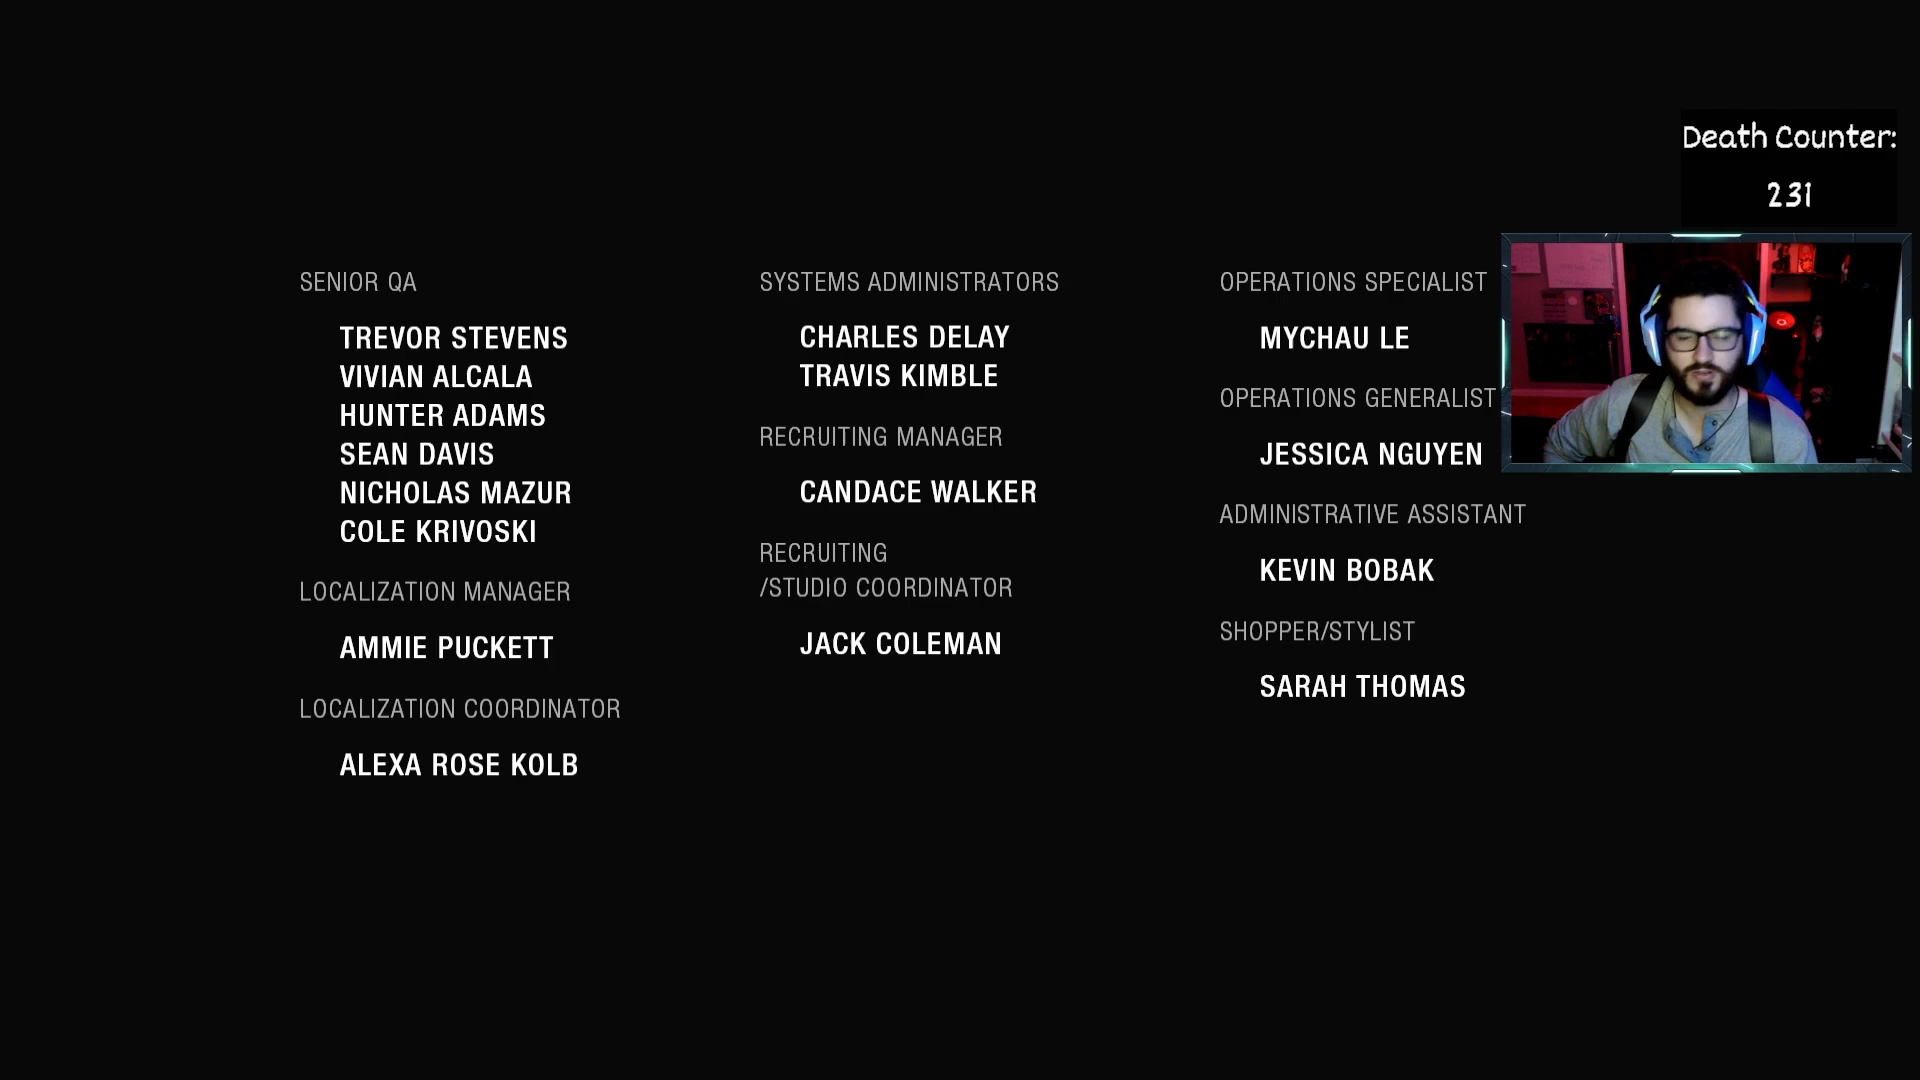 Death Counter:
231
SENIOR QA
TREVOR STEVENS
VIVIAN ALCALA
HUNTER ADAMS
SEAN DAVIS
NICHOLAS MAZUR
COLE KRIVOSKI
LOCALIZATION MANAGER
AMMIE PUCKETT
LOCALIZATION COORDINATOR
ALEXA ROSE KOLB
SYSTEMS ADMINISTRATORS
CHARLES DELAY
TRAVIS KIMBLE
RECRUITING MANAGER
CANDACE WALKER
RECRUITING
/STUDIO COORDINATOR
JACK COLEMAN
OPERATIONS SPECIALIST
MYCHAU LE
OPERATIONS GENERALIST
JESSICA NGUYEN
ADMINISTRATIVE ASSISTANT
KEVIN BOBAK
SHOPPER/STYLIST
SARAH THOMAS